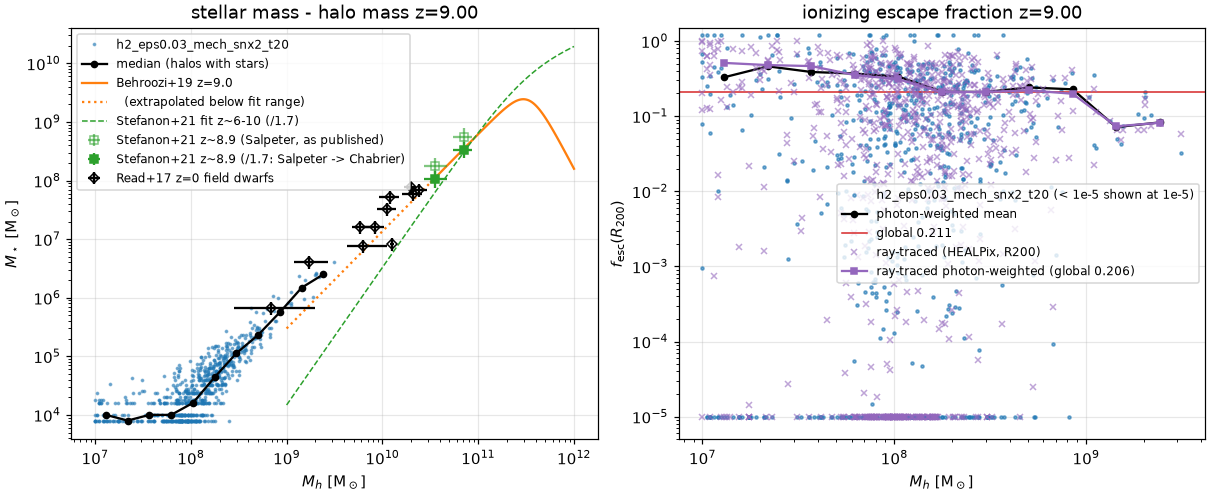 stellar mass - halo mass z=9.00
h2_eps0.03_mech_snx2_t20
median (halos with stars)
Behroozi+19 z=9.0
(extrapolated below fit range)
Stefanon+21 fit z~6-10 (/1.7)
Stefanon+21 z~8.9 (Salpeter, as published)
Stefanon+21 z~8.9 (/1.7: Salpeter -> Chabrier)
Read+17 z=0 field dwarfs
M⋆ [M⊙]
10¹⁰
10⁹
10⁸
10⁷
10⁶
10⁵
10⁴
10⁷ 10⁸ 10⁹ 10¹⁰ 10¹¹ 10¹²
Mh [M⊙]
ionizing escape fraction z=9.00
h2_eps0.03_mech_snx2_t20 (< 1e-5 shown at 1e-5)
photon-weighted mean
global 0.211
ray-traced (HEALPix, R200)
ray-traced photon-weighted (global 0.206)
fesc(R200)
10⁰
10⁻¹
10⁻²
10⁻³
10⁻⁴
10⁻⁵
10⁷ 10⁸ 10⁹
Mh [M⊙]